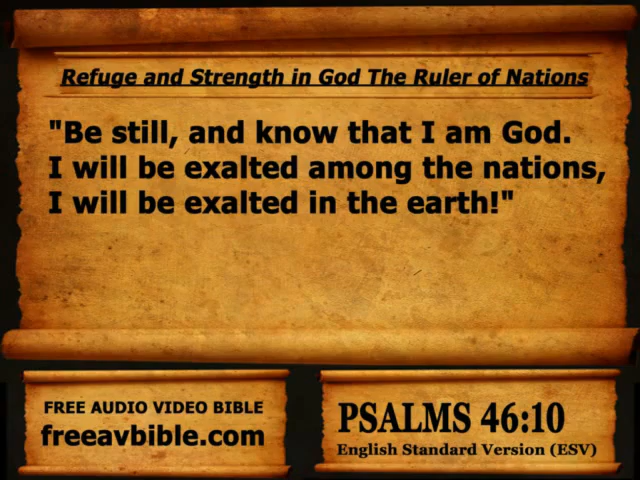 Refuge and Strength in God The Ruler of Nations
"Be still, and know that I am God.
I will be exalted among the nations,
I will be exalted in the earth!"
FREE AUDIO VIDEO BIBLE
freeavbible.com
PSALMS 46:10
English Standard Version (ESV)